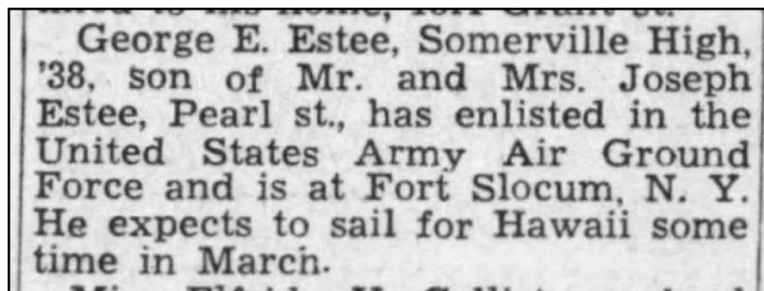 George E. Estee, Somerville High,
'38, son of Mr. and Mrs. Joseph
Estee, Pearl st., has enlisted in the
United States Army Air Ground
Force and is at Fort Slocum, N. Y.
He expects to sail for Hawaii some
time in March.